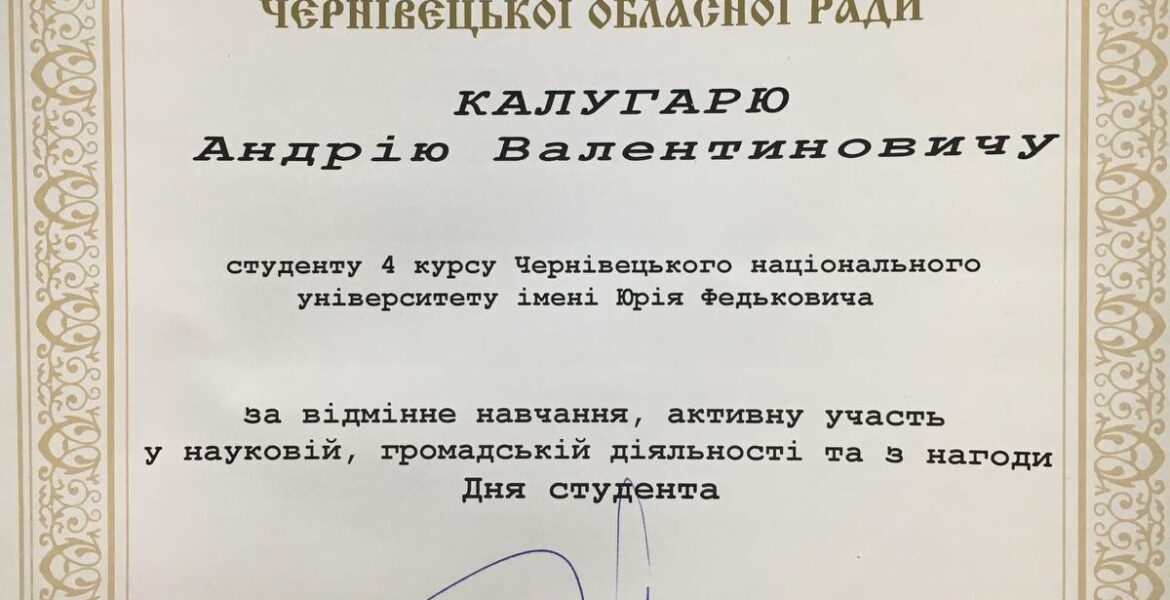 ЧЕРНІВЕЦЬКОЇ ОБЛАСНОЇ РАДИ
КАЛУГАРЮ
Андрію Валентиновичу
студенту 4 курсу Чернівецького національного
університету імені Юрія Федьковича
за відмінне навчання, активну участь
у науковій, громадській діяльності та з нагоди
Дня студента